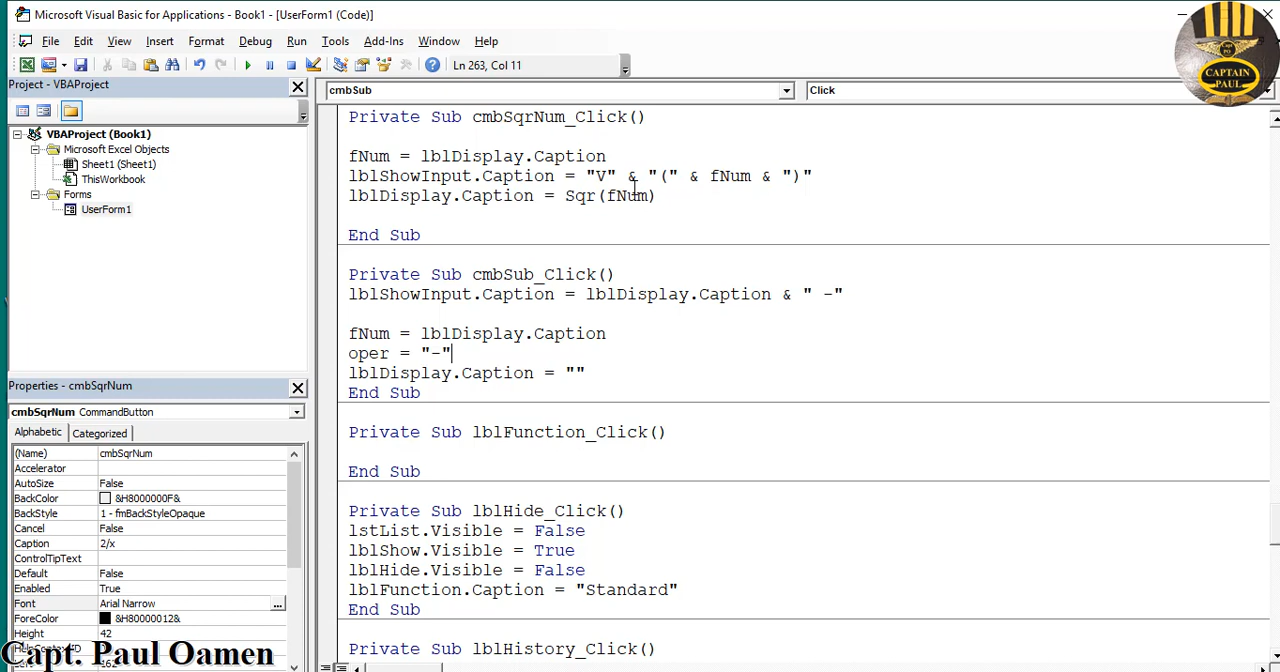 Microsoft Visual Basic for Applications - Book1 - [UserForm1 (Code)]
File Edit View Insert Format Debug Run Tools Add-Ins Window Help
Ln 263, Col 11
Project - VBAProject
cmbSub
Click
VBAProject (Book1)
Microsoft Excel Objects
Sheet1 (Sheet1)
ThisWorkbook
Forms
UserForm1
Properties - cmbSqrNum
cmbSqrNum CommandButton
Alphabetic Categorized
(Name) cmbSqrNum
Accelerator
AutoSize False
BackColor &H8000000F&
BackStyle 1 - fmBackStyleOpaque
Cancel False
Caption 2/x
ControlTipText
Default False
Enabled True
Font Arial Narrow
ForeColor &H80000012&
Height 42
Private Sub cmbSqrNum_Click()
fNum = lblDisplay.Caption
lblShowInput.Caption = "V" & "(" & fNum & ")"
lblDisplay.Caption = Sqr(fNum)
End Sub
Private Sub cmbSub_Click()
lblShowInput.Caption = lblDisplay.Caption & " -"
fNum = lblDisplay.Caption
oper = "-"
lblDisplay.Caption = ""
End Sub
Private Sub lblFunction_Click()
End Sub
Private Sub lblHide_Click()
lstList.Visible = False
lblShow.Visible = True
lblHide.Visible = False
lblFunction.Caption = "Standard"
End Sub
Private Sub lblHistory_Click()
Capt. Paul Oamen
CAPTAIN
PAUL